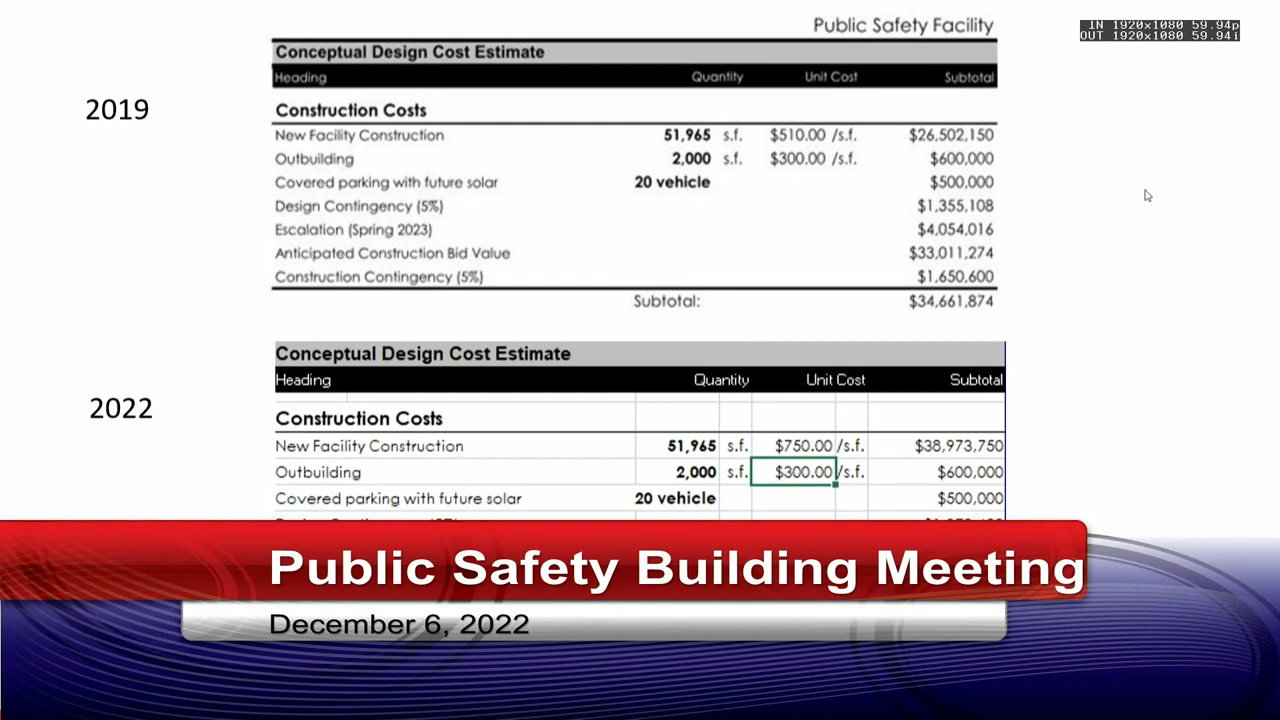 IN 1920x1080 59.94p
OUT 1920x1080 59.94i
Public Safety Facility
Conceptual Design Cost Estimate
Heading Quantity Unit Cost Subtotal
2019
Construction Costs
New Facility Construction 51,965 s.f. $510.00 /s.f. $26,502,150
Outbuilding 2,000 s.f. $300.00 /s.f. $600,000
Covered parking with future solar 20 vehicle $500,000
Design Contingency (5%) $1,355,108
Escalation (Spring 2023) $4,054,016
Anticipated Construction Bid Value $33,011,274
Construction Contingency (5%) $1,650,600
Subtotal: $34,661,874
Conceptual Design Cost Estimate
Heading Quantity Unit Cost Subtotal
2022
Construction Costs
New Facility Construction 51,965 s.f. $750.00 /s.f. $38,973,750
Outbuilding 2,000 s.f. $300.00 /s.f. $600,000
Covered parking with future solar 20 vehicle $500,000
Public Safety Building Meeting
December 6, 2022